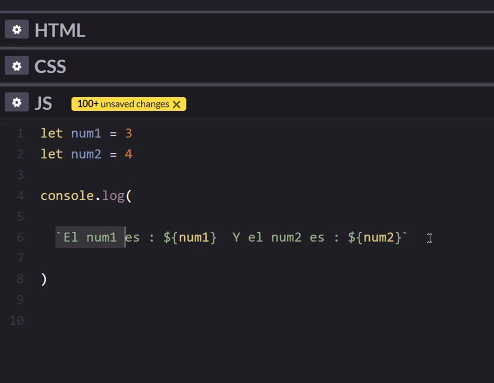 HTML
CSS
JS 100+ unsaved changes ×
1 let num1 = 3
2 let num2 = 4
3
4 console.log(
5
6 `El num1 es : ${num1}  Y el num2 es : ${num2}`
7
8 )
9
10